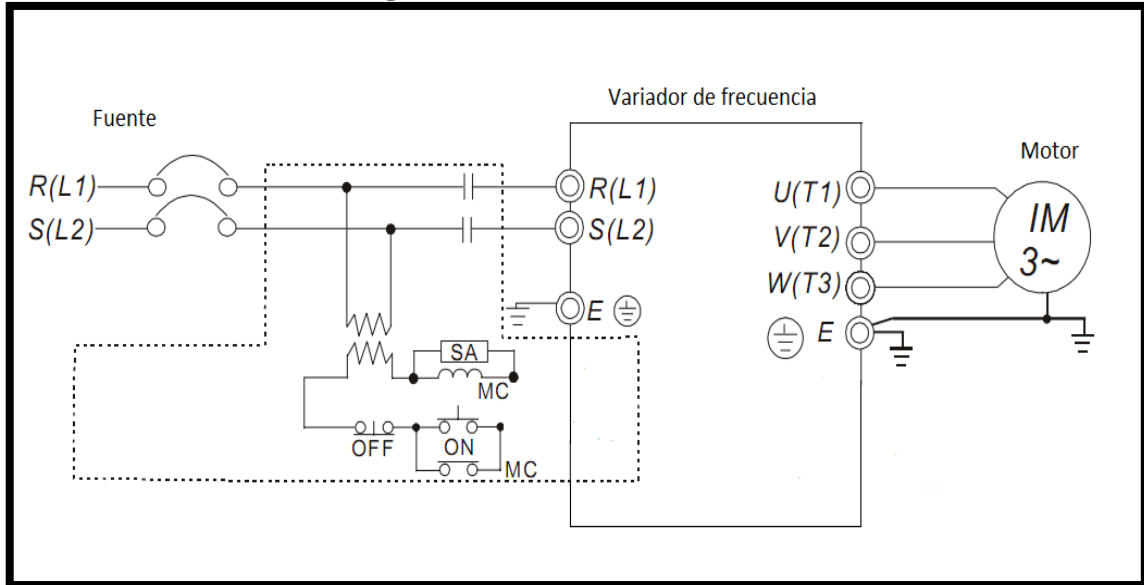 Fuente
Variador de frecuencia
Motor
R(L1)
S(L2)
R(L1)
S(L2)
E
U(T1)
V(T2)
W(T3)
E
IM
3~
SA
MC
OFF
ON
MC